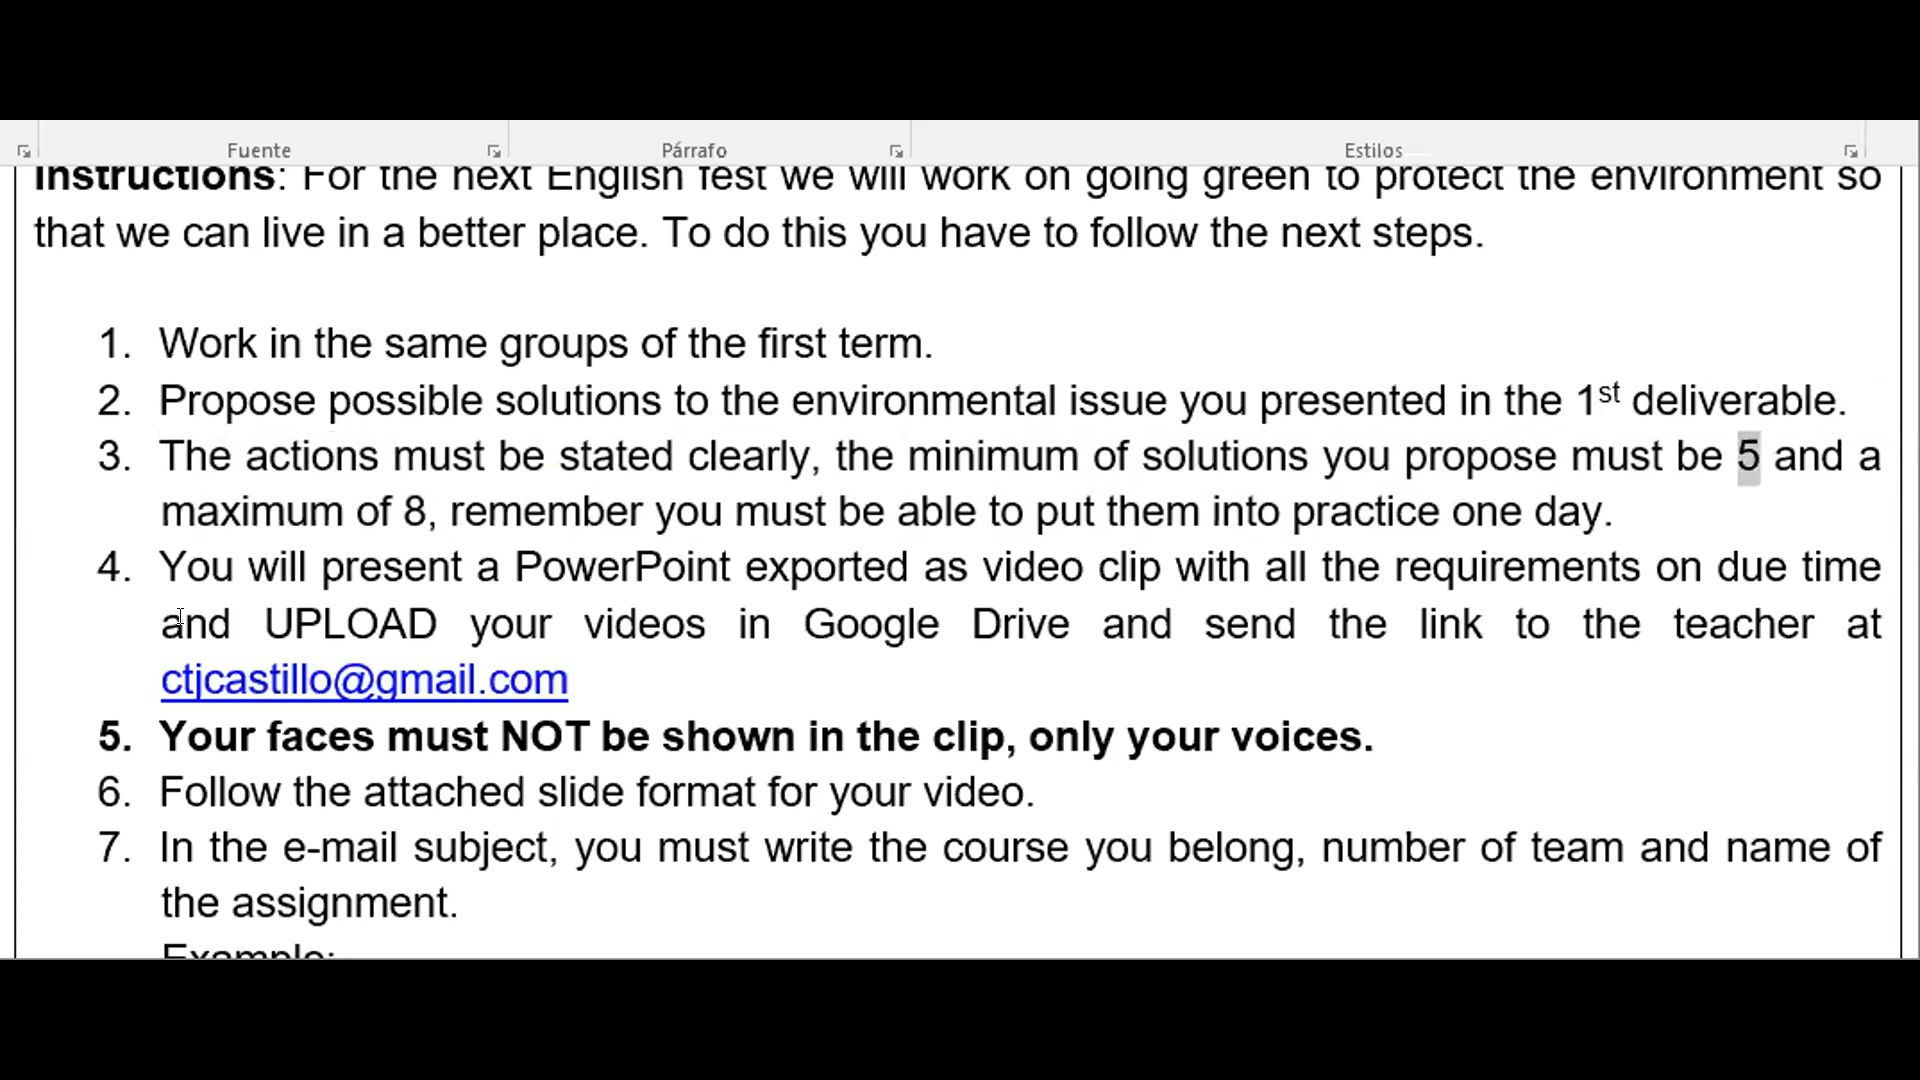 Fuente Párrafo Estilos
Instructions: For the next English fest we will work on going green to protect the environment so
that we can live in a better place. To do this you have to follow the next steps.
1. Work in the same groups of the first term.
2. Propose possible solutions to the environmental issue you presented in the 1st deliverable.
3. The actions must be stated clearly, the minimum of solutions you propose must be 5 and a
maximum of 8, remember you must be able to put them into practice one day.
4. You will present a PowerPoint exported as video clip with all the requirements on due time
and UPLOAD your videos in Google Drive and send the link to the teacher at
ctjcastillo@gmail.com
5. Your faces must NOT be shown in the clip, only your voices.
6. Follow the attached slide format for your video.
7. In the e-mail subject, you must write the course you belong, number of team and name of
the assignment.
Example: